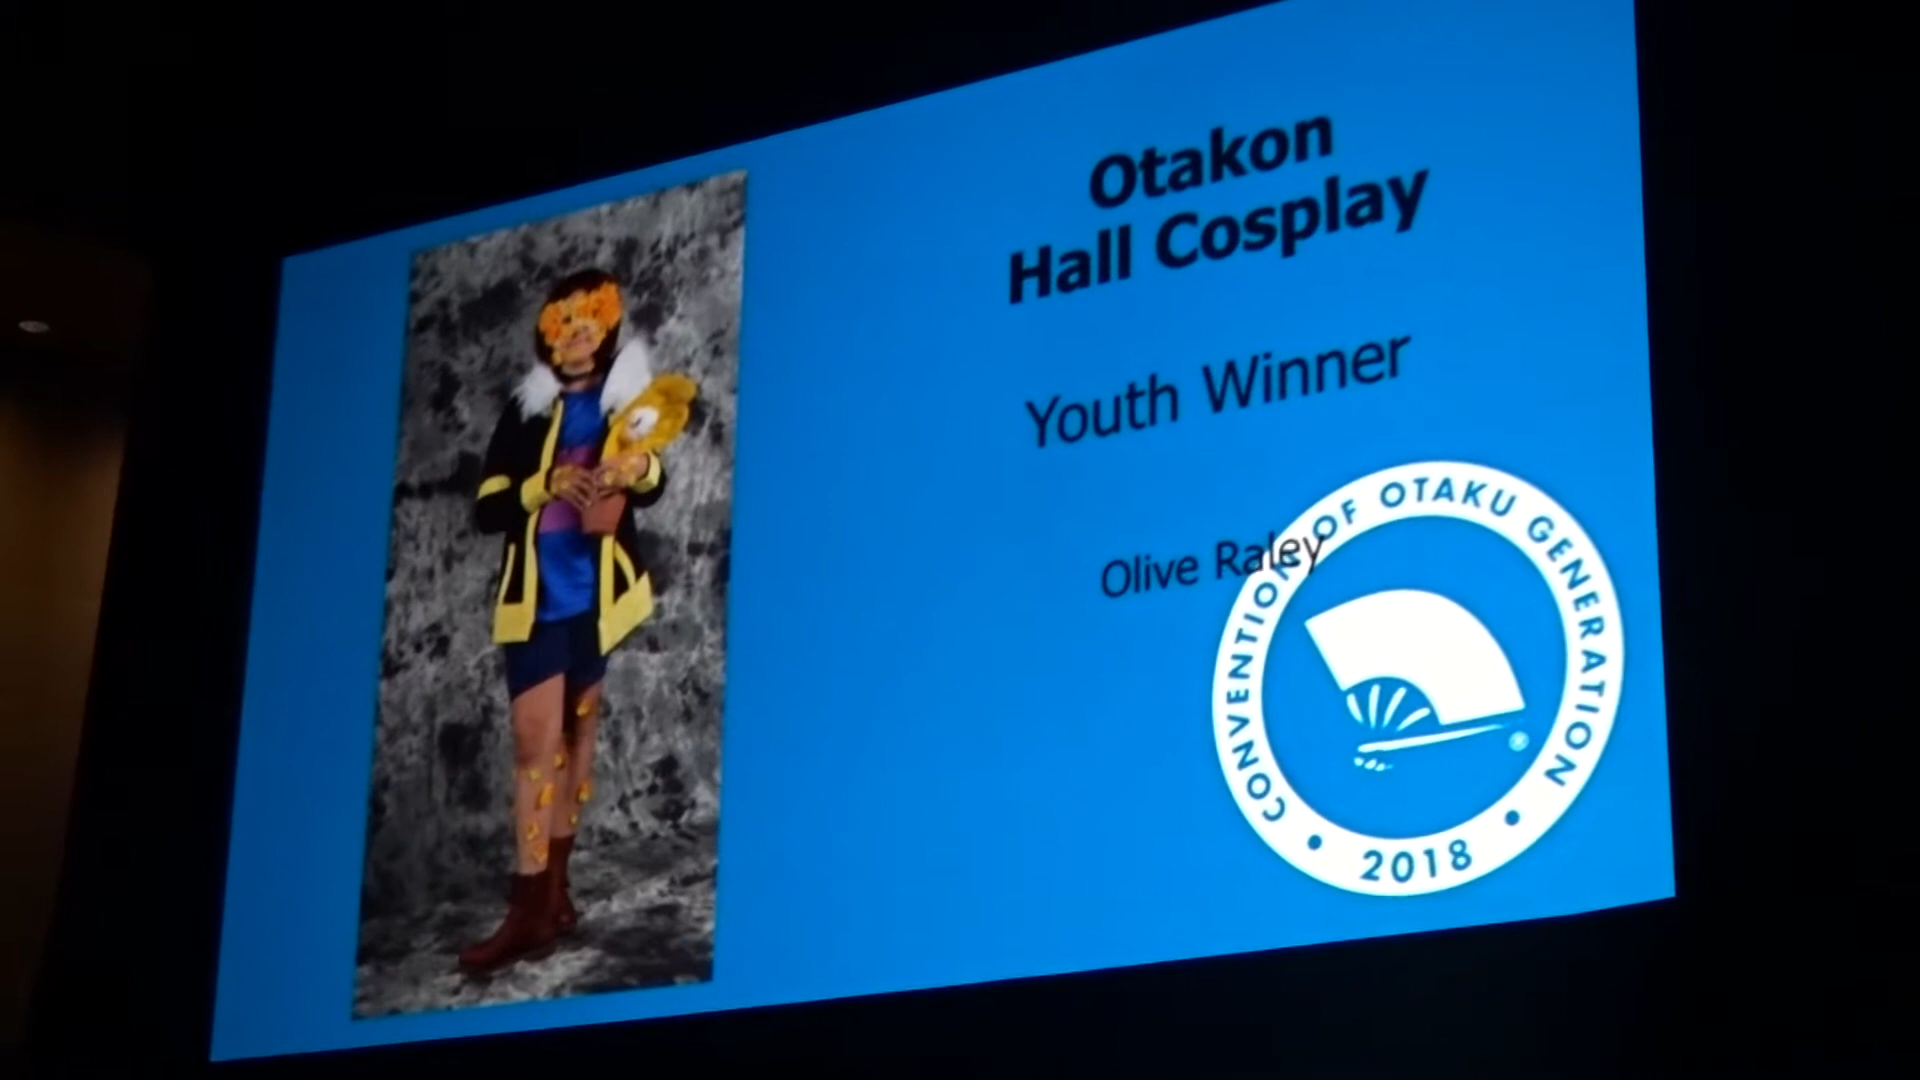 Otakon
Hall Cosplay
Youth Winner
Olive Raley
CONVENTION OF OTAKU GENERATION
• 2018 •